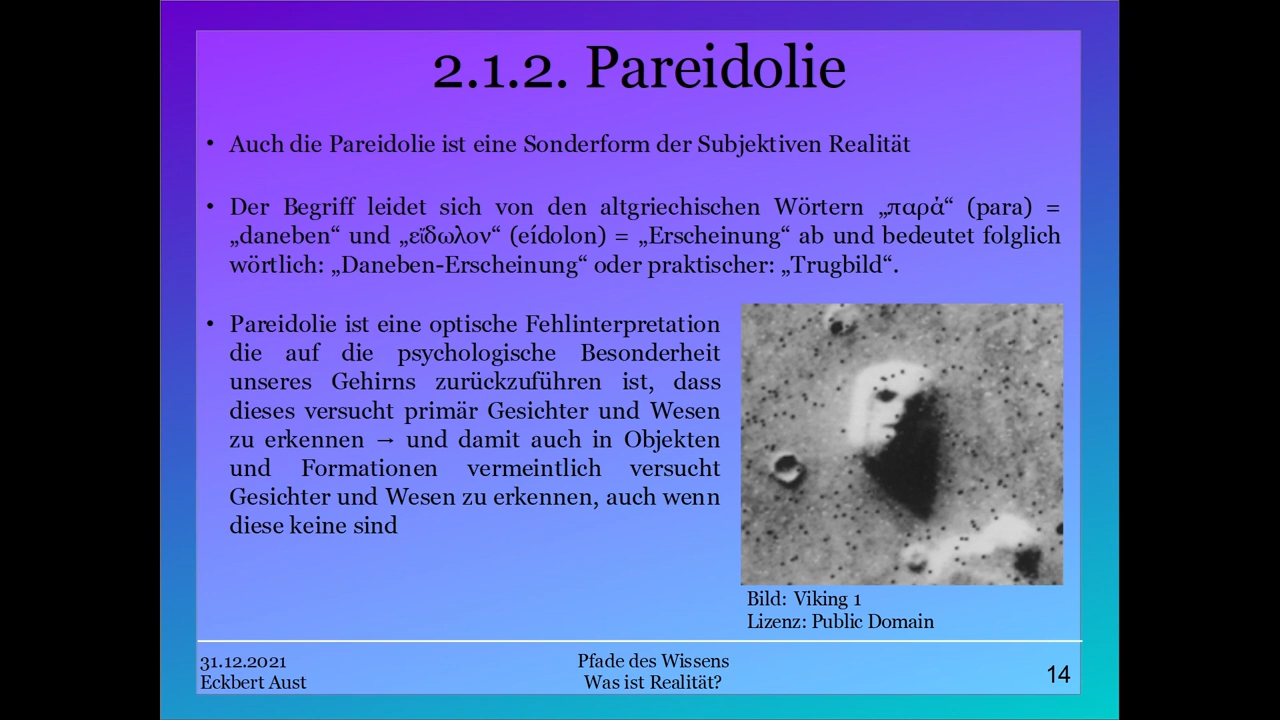 2.1.2. Pareidolie
• Auch die Pareidolie ist eine Sonderform der Subjektiven Realität
• Der Begriff leidet sich von den altgriechischen Wörtern „παρά“ (para) =
„daneben“ und „εἴδωλον“ (eídolon) = „Erscheinung“ ab und bedeutet folglich
wörtlich: „Daneben-Erscheinung“ oder praktischer: „Trugbild“.
• Pareidolie ist eine optische Fehlinterpretation
die auf die psychologische Besonderheit
unseres Gehirns zurückzuführen ist, dass
dieses versucht primär Gesichter und Wesen
zu erkennen → und damit auch in Objekten
und Formationen vermeintlich versucht
Gesichter und Wesen zu erkennen, auch wenn
diese keine sind
Bild: Viking 1
Lizenz: Public Domain
31.12.2021
Eckbert Aust
Pfade des Wissens
Was ist Realität?
14